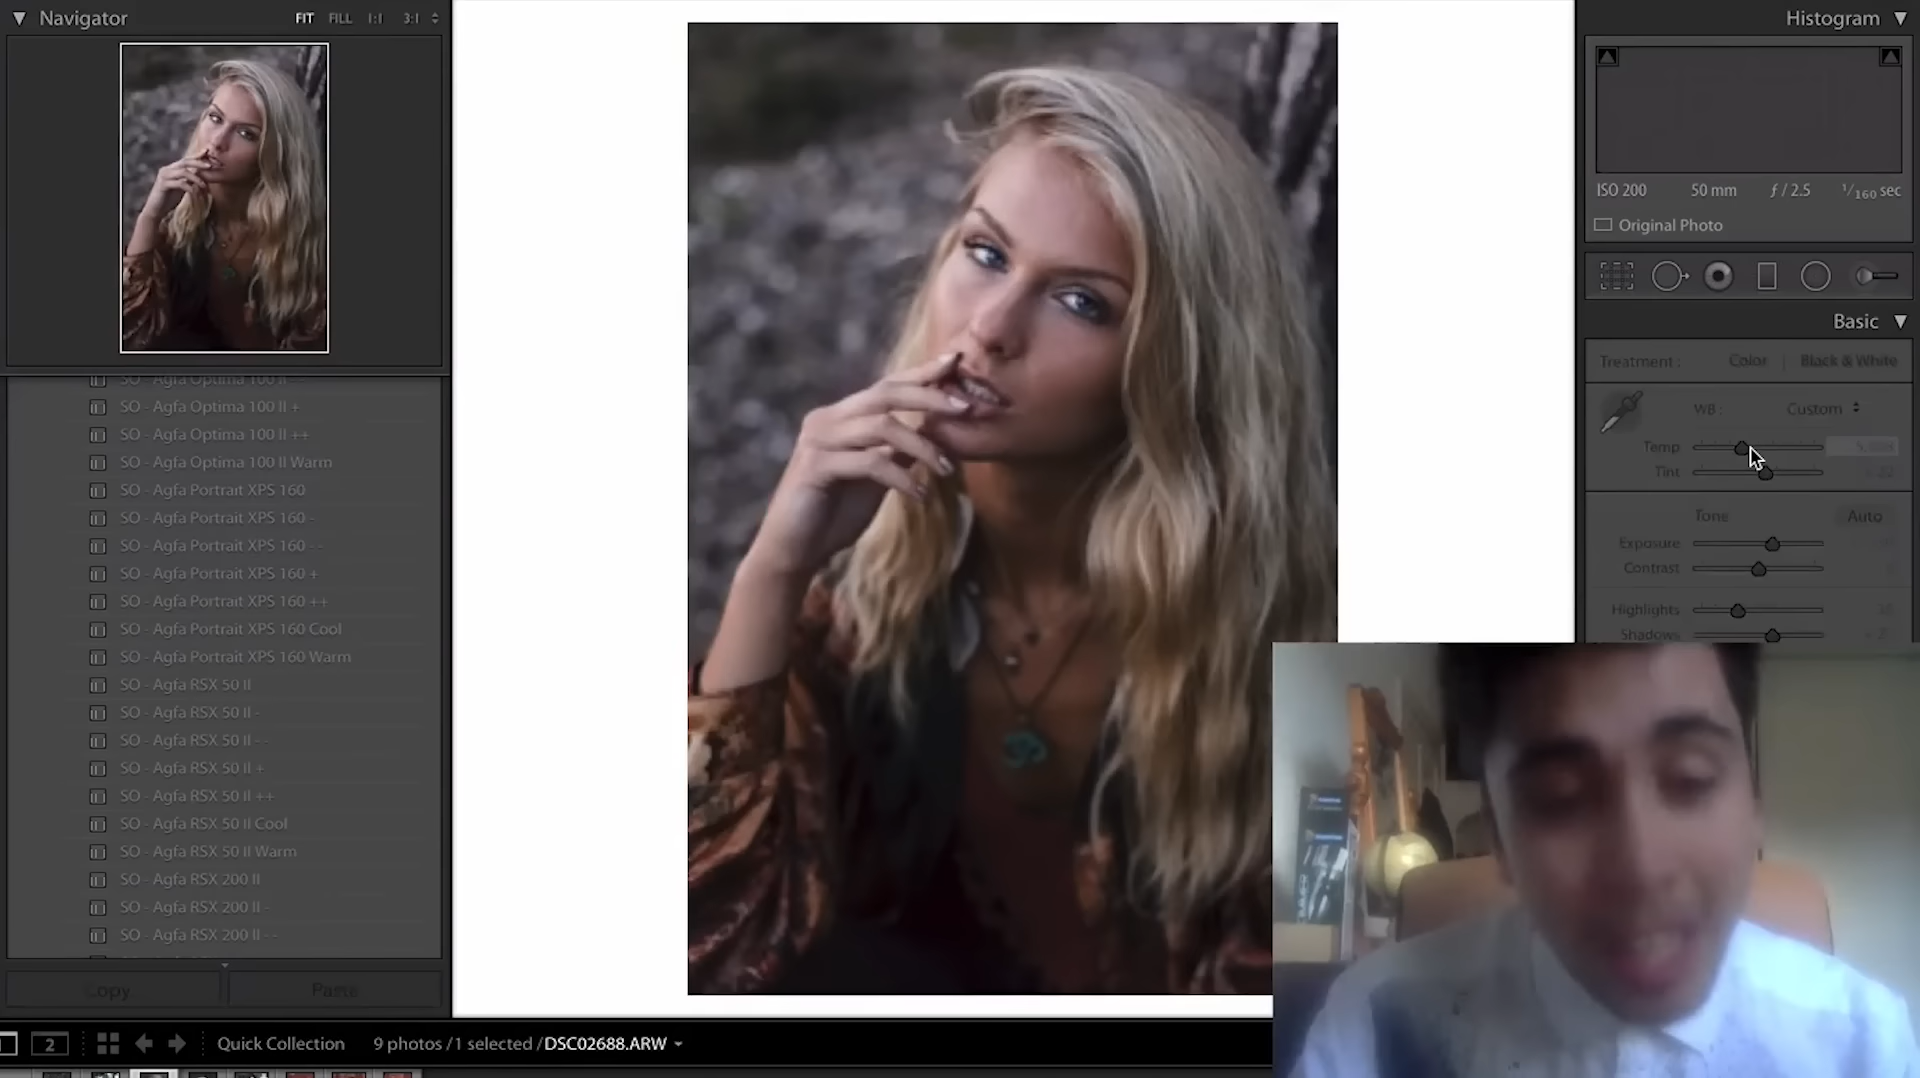 Navigator FIT FILL 1:1 3:1
SO - Agfa Optima 100 II --
SO - Agfa Optima 100 II +
SO - Agfa Optima 100 II ++
SO - Agfa Optima 100 II Warm
SO - Agfa Portrait XPS 160
SO - Agfa Portrait XPS 160 -
SO - Agfa Portrait XPS 160 - -
SO - Agfa Portrait XPS 160 +
SO - Agfa Portrait XPS 160 ++
SO - Agfa Portrait XPS 160 Cool
SO - Agfa Portrait XPS 160 Warm
SO - Agfa RSX 50 II
SO - Agfa RSX 50 II -
SO - Agfa RSX 50 II - -
SO - Agfa RSX 50 II +
SO - Agfa RSX 50 II ++
SO - Agfa RSX 50 II Cool
SO - Agfa RSX 50 II Warm
SO - Agfa RSX 200 II
SO - Agfa RSX 200 II -
SO - Agfa RSX 200 II - -
Copy... Paste
2 Quick Collection 9 photos / 1 selected / DSC02688.ARW
Histogram
ISO 200 50 mm f / 2.5 1/160 sec
Original Photo
Basic
Treatment : Color | Black & White
WB : Custom
Temp
Tint
Tone Auto
Exposure
Contrast
Highlights
Shadows